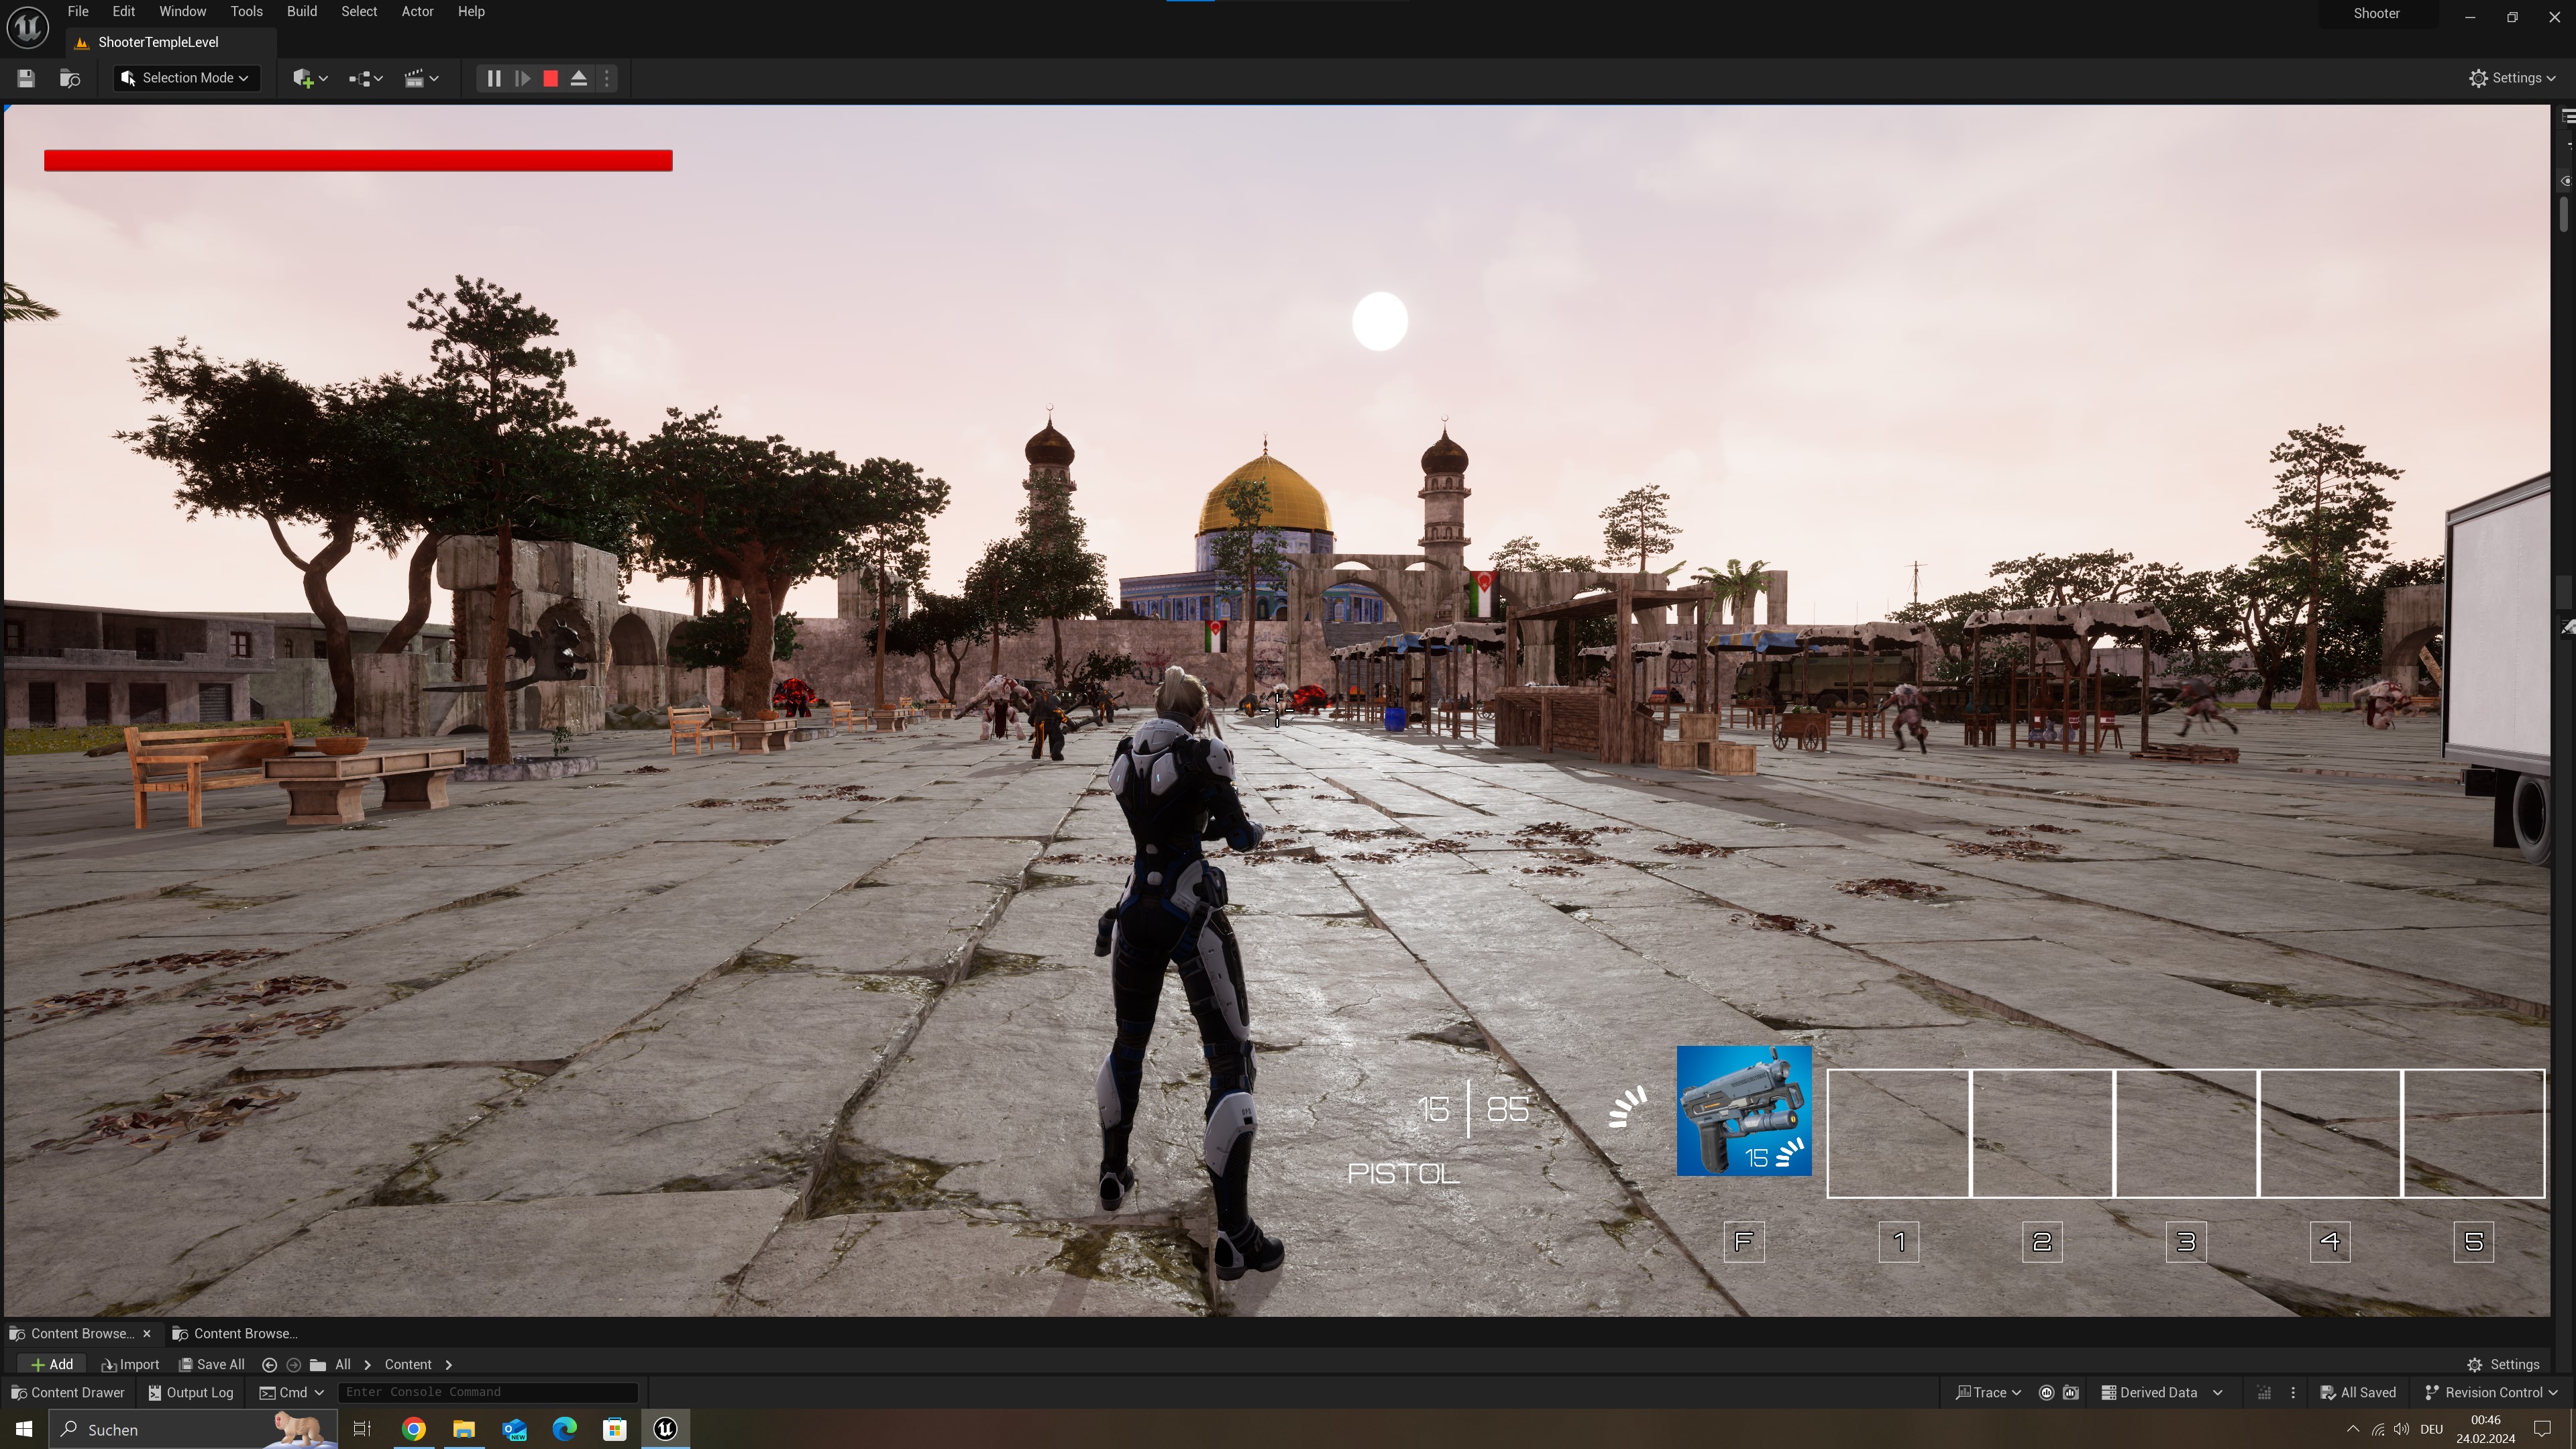 File Edit Window Tools Build Select Actor Help
Shooter
ShooterTempleLevel
Selection Mode
Settings
15 | 85
15
PISTOL
F 1 2 3 4 5
Content Browse... Content Browse...
Add Import Save All All Content Settings
Content Drawer Output Log Cmd Enter Console Command Trace Derived Data All Saved Revision Control
Suchen
NEW
DEU
00:46
24.02.2024